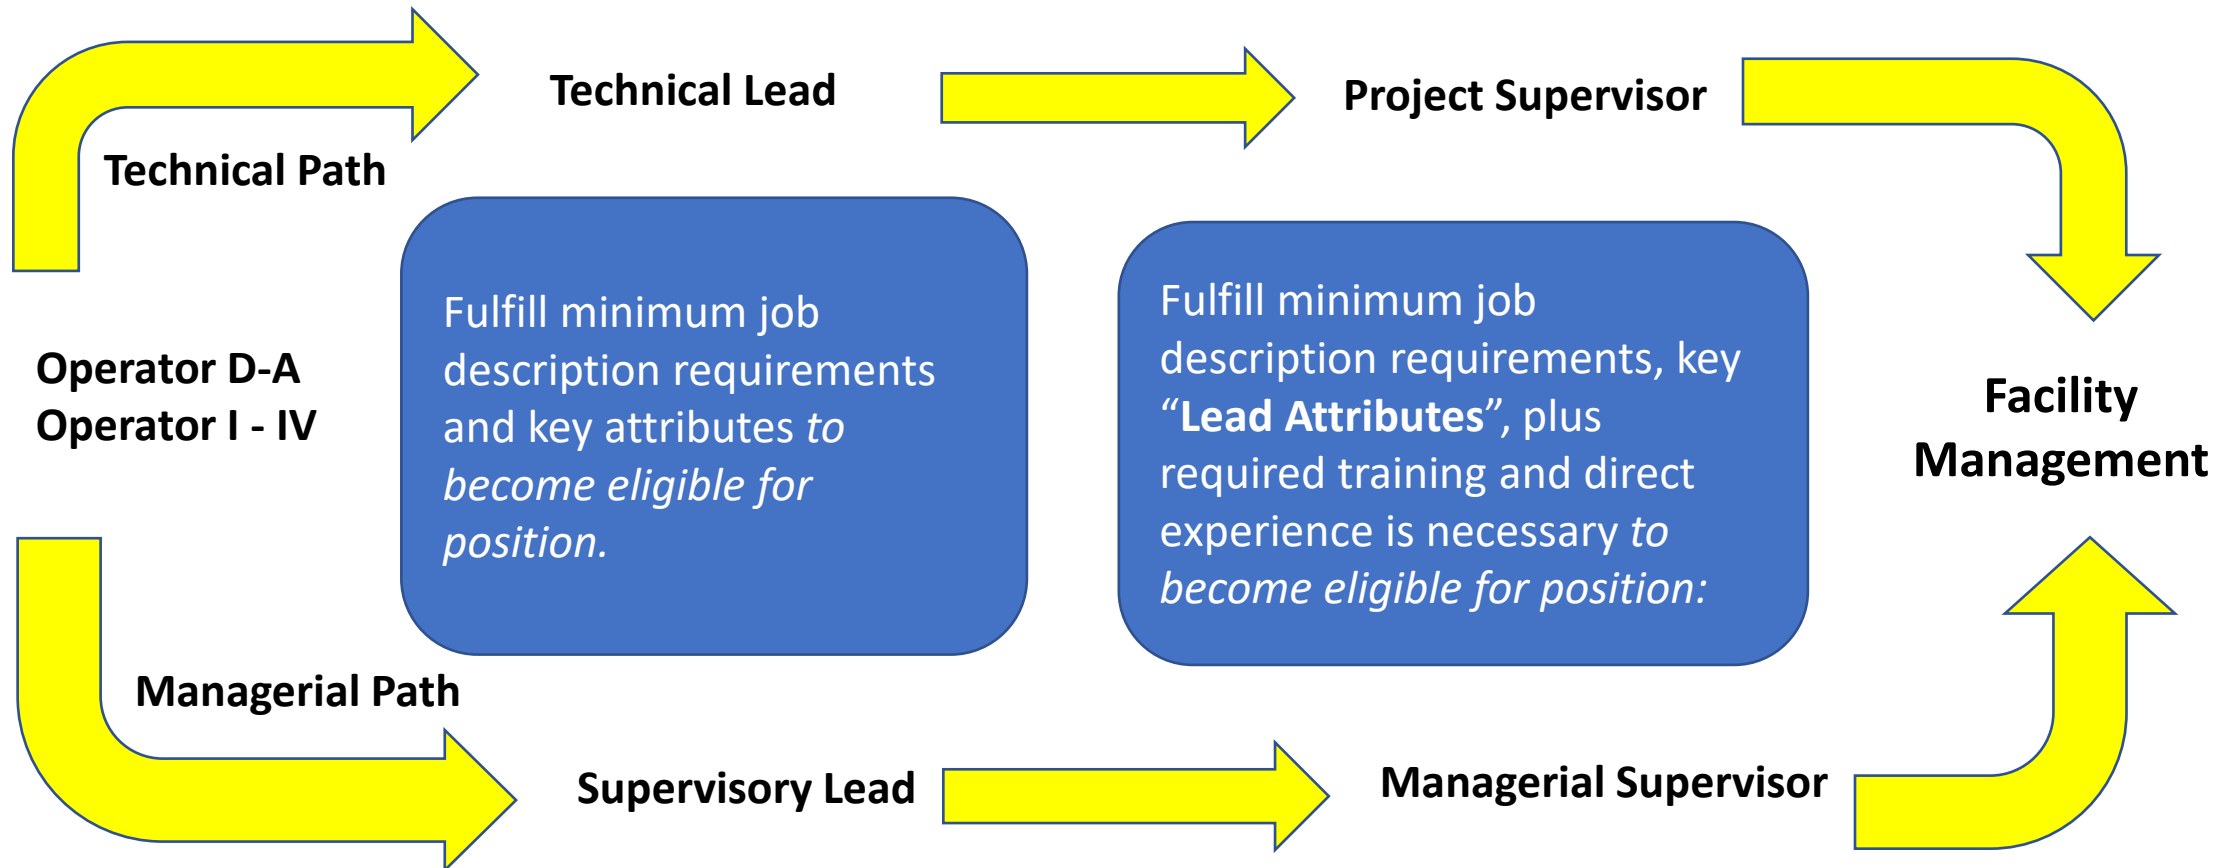 Technical Lead
Project Supervisor
Technical Path
Fulfill minimum job
description requirements
and key attributes to
become eligible for
position.
Fulfill minimum job
description requirements, key
“Lead Attributes”, plus
required training and direct
experience is necessary to
become eligible for position:
Operator D-A
Operator I - IV
Facility
Management
Managerial Path
Supervisory Lead
Managerial Supervisor